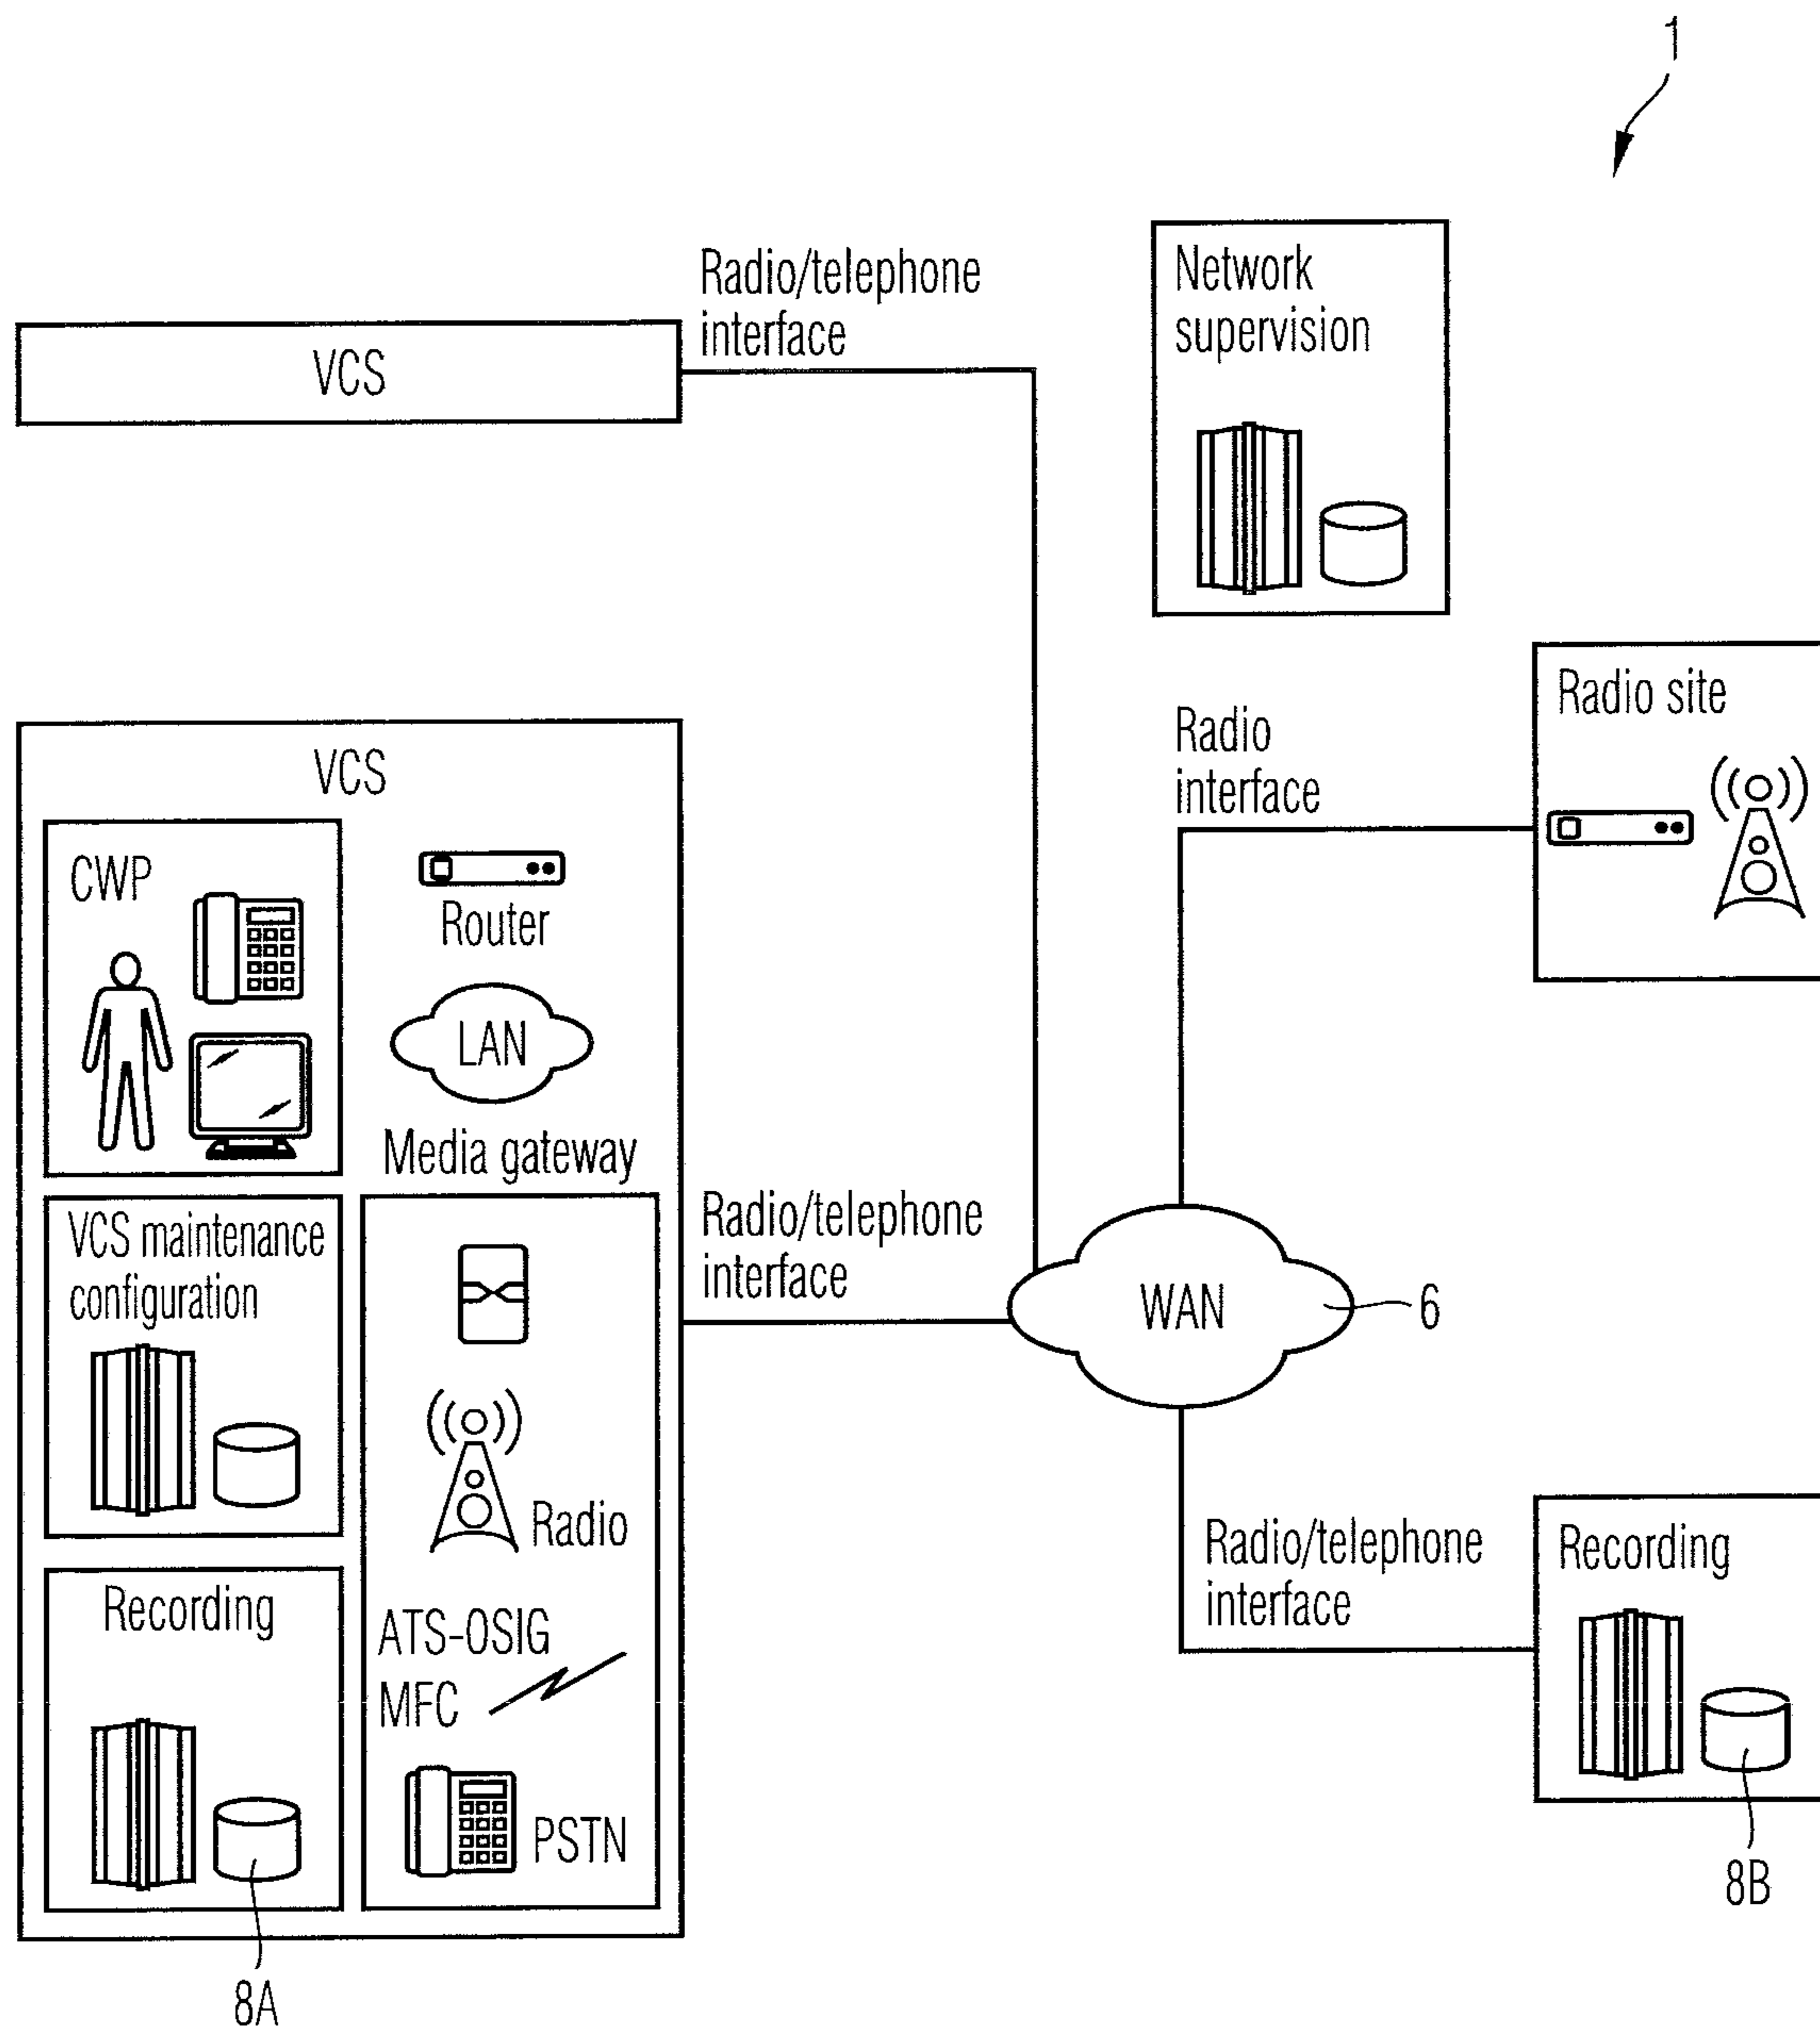 1
Radio/telephone
interface
Network
supervision
VCS
Radio site
Radio
interface
VCS
CWP
Router
LAN
Media gateway
VCS maintenance
configuration
Radio/telephone
interface
WAN
6
Radio
Recording
ATS-OSIG
MFC
PSTN
Radio/telephone
interface
Recording
8A
8B